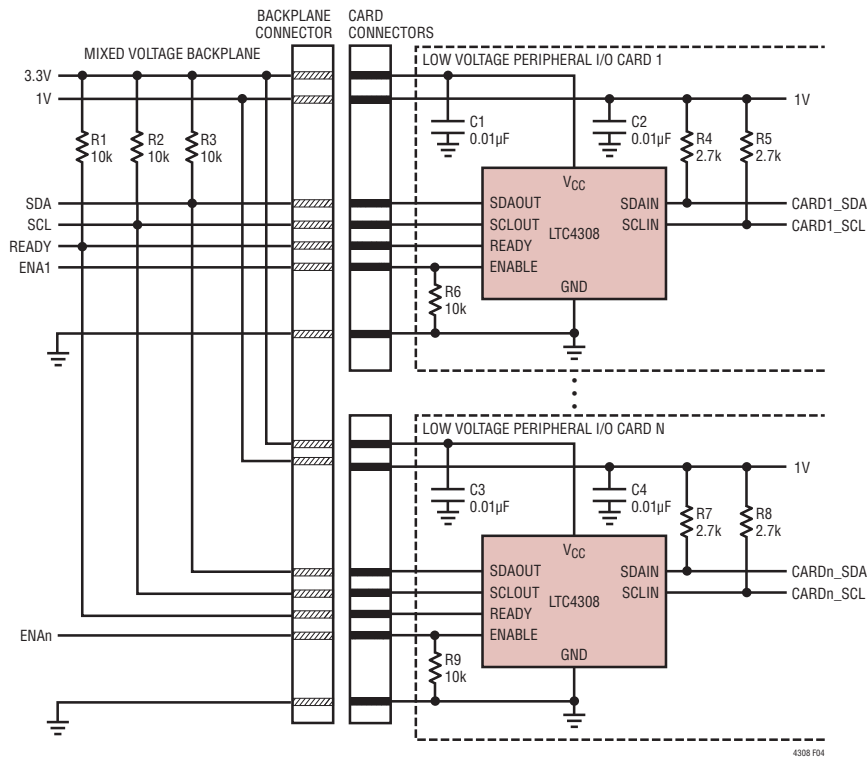 BACKPLANE CONNECTOR
CARD CONNECTORS
MIXED VOLTAGE BACKPLANE
LOW VOLTAGE PERIPHERAL I/O CARD 1
3.3V
1V
1V
R1
10k
R2
10k
R3
10k
C1
0.01µF
C2
0.01µF
R4
2.7k
R5
2.7k
VCC
SDA
SCL
READY
ENA1
SDAOUT
SCLOUT
READY
ENABLE
LTC4308
SDAIN
SCLIN
GND
CARD1_SDA
CARD1_SCL
R6
10k
LOW VOLTAGE PERIPHERAL I/O CARD N
1V
C3
0.01µF
C4
0.01µF
R7
2.7k
R8
2.7k
VCC
SDAOUT
SCLOUT
READY
ENABLE
LTC4308
SDAIN
SCLIN
GND
CARDn_SDA
CARDn_SCL
ENAn
R9
10k
4308 F04